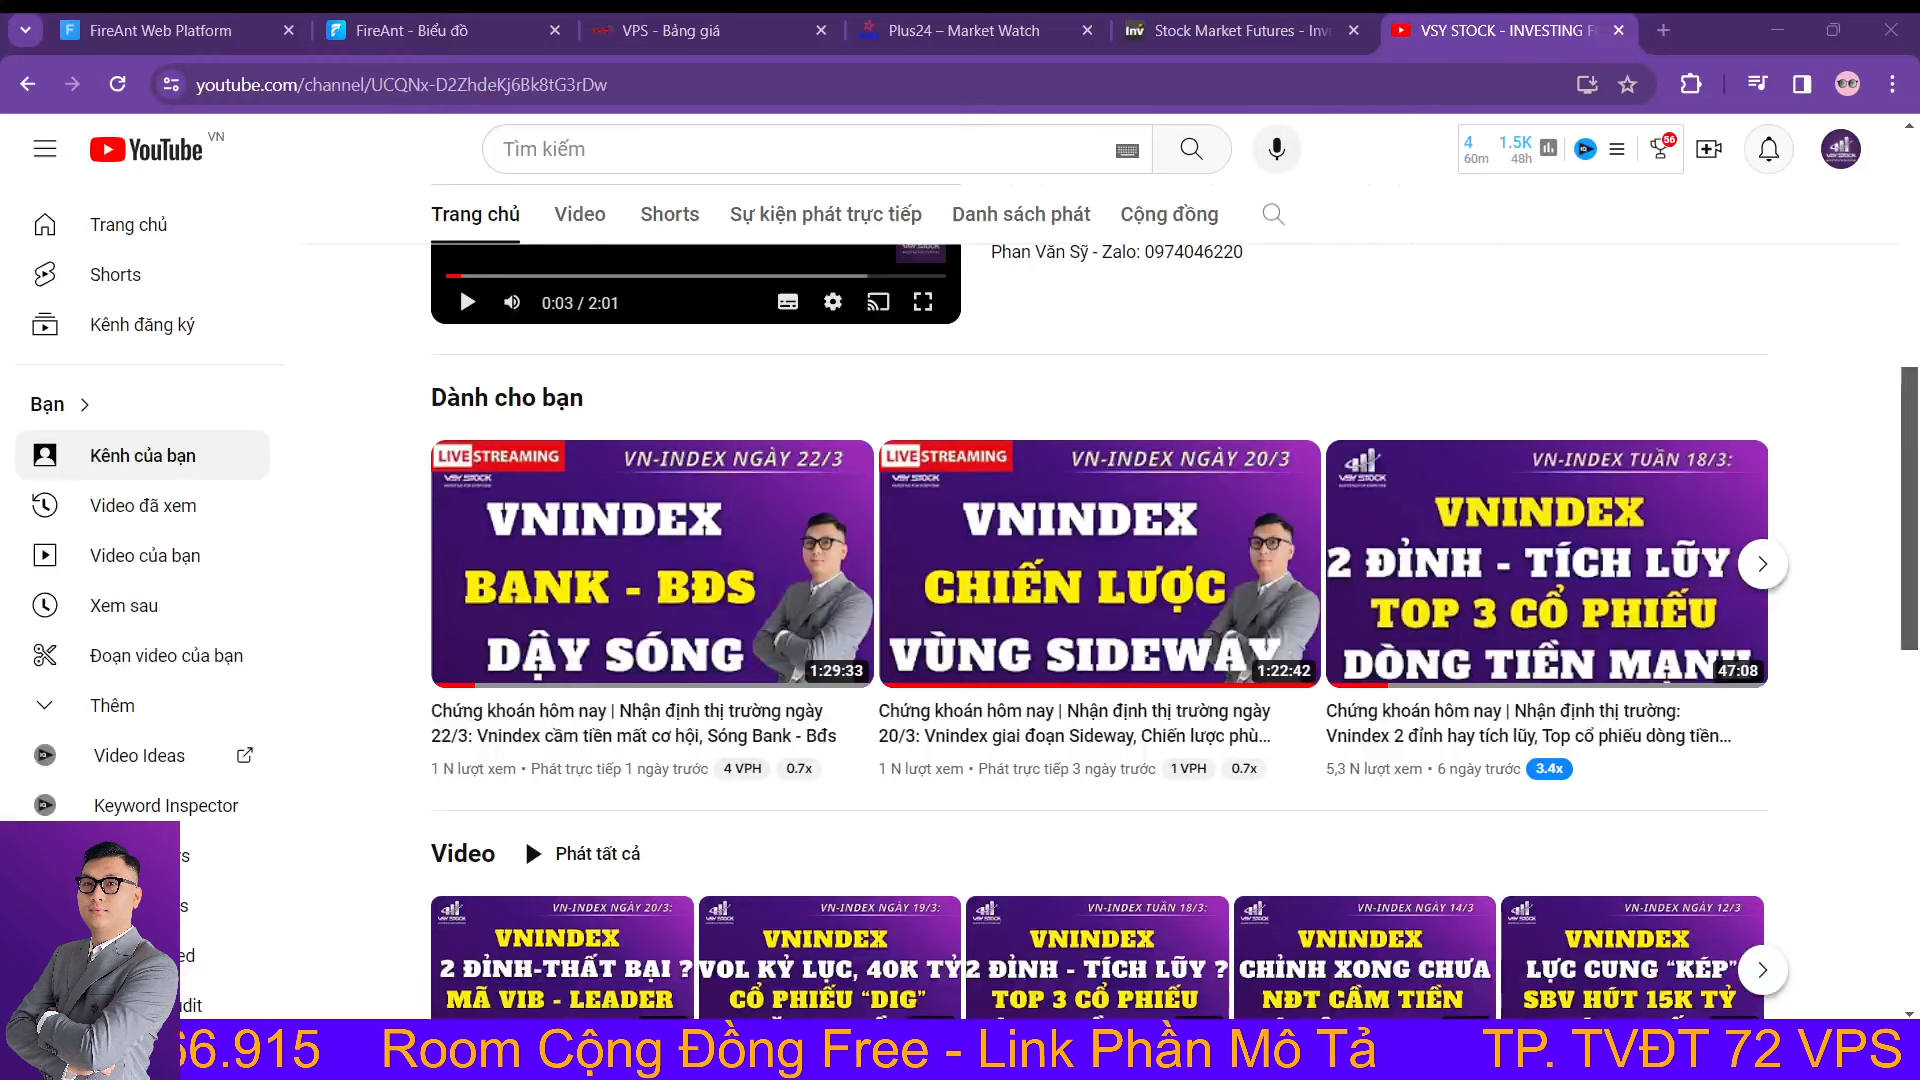 FireAnt Web Platform
FireAnt - Biểu đồ
VPS - Bảng giá
Plus24 – Market Watch
Stock Market Futures - Inv
VSY STOCK - INVESTING F
youtube.com/channel/UCQNx-D2ZhdeKj6Bk8tG3rDw
YouTube VN
Tìm kiếm
4 60m
1.5K 48h
56
Trang chủ
Shorts
Kênh đăng ký
Bạn
Kênh của bạn
Video đã xem
Video của bạn
Xem sau
Đoạn video của bạn
Thêm
Video Ideas
Keyword Inspector
Trang chủ Video Shorts Sự kiện phát trực tiếp Danh sách phát Cộng đồng
0:03 / 2:01
Phan Văn Sỹ - Zalo: 0974046220
Dành cho bạn
LIVE STREAMING
VSY STOCK
VN-INDEX NGÀY 22/3
VNINDEX
BANK - BĐS
DẬY SÓNG
1:29:33
Chứng khoán hôm nay | Nhận định thị trường ngày
22/3: Vnindex cầm tiền mất cơ hội, Sóng Bank - Bđs
1 N lượt xem • Phát trực tiếp 1 ngày trước 4 VPH 0.7x
LIVE STREAMING
VSY STOCK
VN-INDEX NGÀY 20/3
VNINDEX
CHIẾN LƯỢC
VÙNG SIDEWAY
1:22:42
Chứng khoán hôm nay | Nhận định thị trường ngày
20/3: Vnindex giai đoạn Sideway, Chiến lược phù...
1 N lượt xem • Phát trực tiếp 3 ngày trước 1 VPH 0.7x
VSY STOCK
VN-INDEX TUẦN 18/3:
VNINDEX
2 ĐỈNH - TÍCH LŨY
TOP 3 CỔ PHIẾU
DÒNG TIỀN MẠNH
47:08
Chứng khoán hôm nay | Nhận định thị trường:
Vnindex 2 đỉnh hay tích lũy, Top cổ phiếu dòng tiền...
5,3 N lượt xem • 6 ngày trước 3.4x
Video
Phát tất cả
VN-INDEX NGÀY 20/3:
VNINDEX
2 ĐỈNH-THẤT BẠI ?
MÃ VIB - LEADER
VN-INDEX NGÀY 19/3:
VNINDEX
VOL KỶ LỤC, 40K TỶ
CỔ PHIẾU “DIG”
VN-INDEX TUẦN 18/3:
VNINDEX
2 ĐỈNH - TÍCH LŨY ?
TOP 3 CỔ PHIẾU
VN-INDEX NGÀY 14/3
VNINDEX
CHỈNH XONG CHƯA
NĐT CẦM TIỀN
VN-INDEX NGÀY 12/3
VNINDEX
LỰC CUNG “KÉP”
SBV HÚT 15K TỶ
66.915 Room Cộng Đồng Free - Link Phần Mô Tả TP. TVĐT 72 VPS